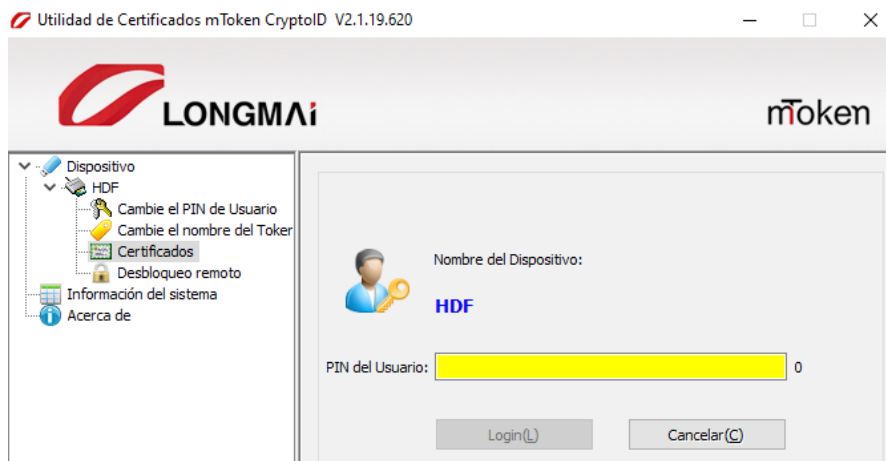 Utilidad de Certificados mToken CryptoID V2.1.19.620
LONGMAi
mToken
Dispositivo
HDF
Cambie el PIN de Usuario
Cambie el nombre del Token
Certificados
Desbloqueo remoto
Información del sistema
Acerca de
Nombre del Dispositivo:
HDF
PIN del Usuario:
0
Login(L)
Cancelar(C)